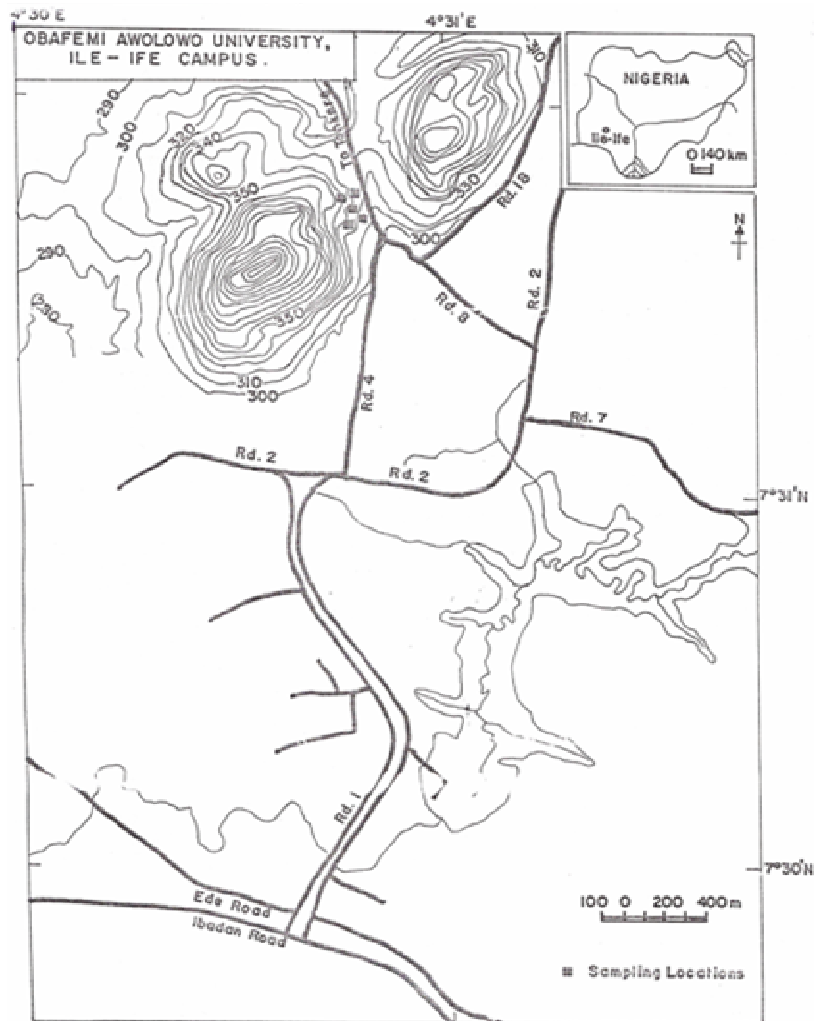 4°30'E
4°31'E
OBAFEMI AWOLOWO UNIVERSITY,
ILE-IFE CAMPUS.
NIGERIA
Ile-Ife
0 140 km
N
290
300
320
340
350
310
330
Rd. 18
300
290
Rd. 2
Rd. 8
350
310
300
Rd. 4
Rd. 7
Rd. 2
Rd. 2
7°31'N
Rd. 1
7°30'N
Ede Road
Ibadan Road
100 0 200 400m
Sampling Locations